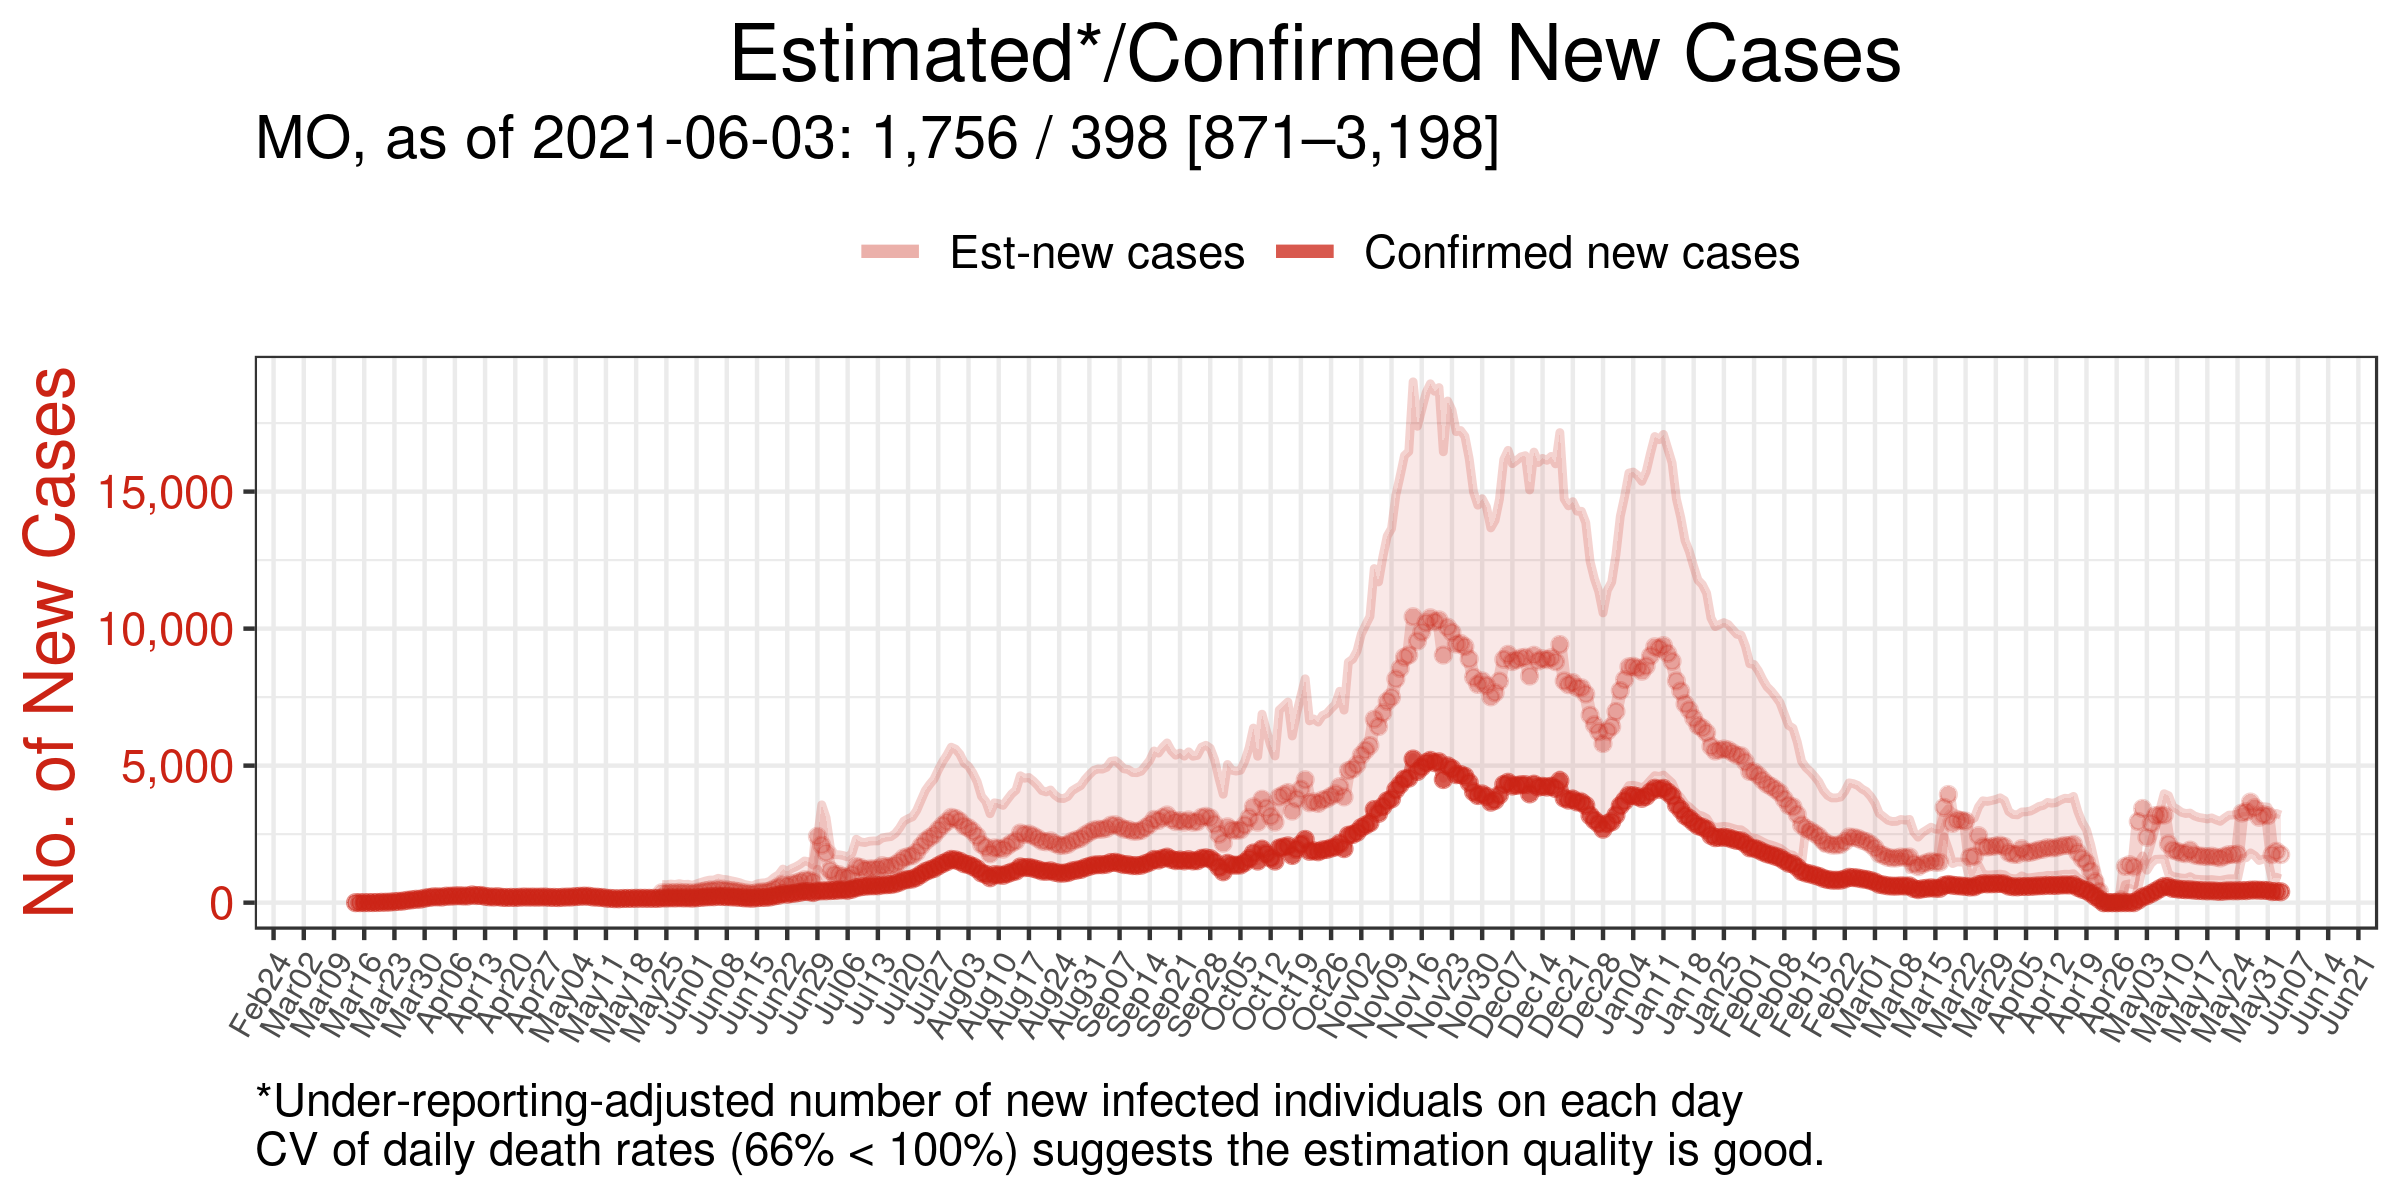 Estimated*/Confirmed New Cases
MO, as of 2021-06-03: 1,756 / 398 [871–3,198]
Est-new cases Confirmed new cases
No. of New Cases
15,000
10,000
5,000
0
Feb24 Mar02 Mar09 Mar16 Mar23 Mar30 Apr06 Apr13 Apr20 Apr27 May04 May11 May18 May25 Jun01 Jun08 Jun15 Jun22 Jun29 Jul06 Jul13 Jul20 Jul27 Aug03 Aug10 Aug17 Aug24 Aug31 Sep07 Sep14 Sep21 Sep28 Oct05 Oct12 Oct19 Oct26 Nov02 Nov09 Nov16 Nov23 Nov30 Dec07 Dec14 Dec21 Dec28 Jan04 Jan11 Jan18 Jan25 Feb01 Feb08 Feb15 Feb22 Mar01 Mar08 Mar15 Mar22 Mar29 Apr05 Apr12 Apr19 Apr26 May03 May10 May17 May24 May31 Jun07 Jun14 Jun21
*Under-reporting-adjusted number of new infected individuals on each day
CV of daily death rates (66% < 100%) suggests the estimation quality is good.